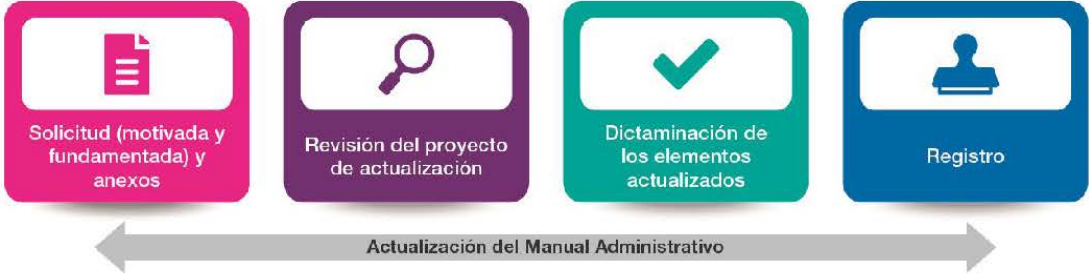 Solicitud (motivada y
fundamentada) y
anexos
Revisión del proyecto
de actualización
Dictaminación de
los elementos
actualizados
Registro
Actualización del Manual Administrativo